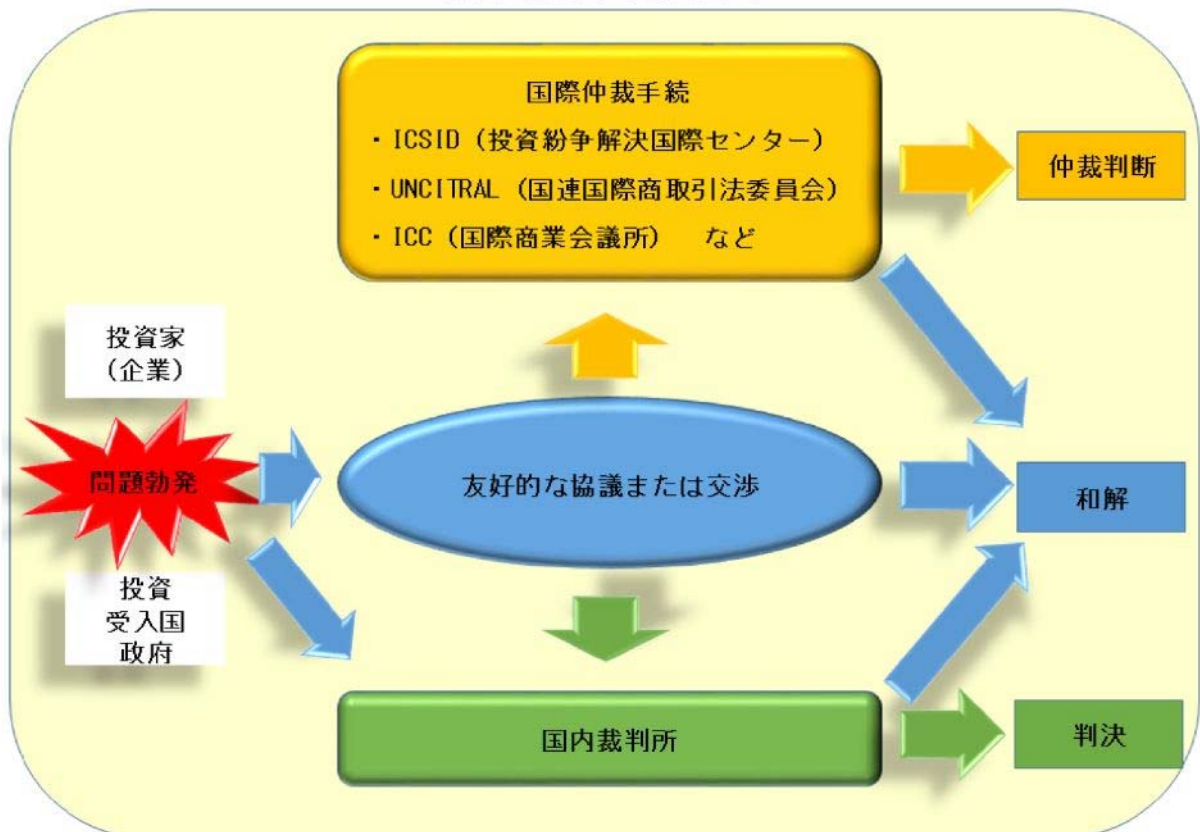 国際仲裁手続
・ICSID（投資紛争解決国際センター）
・UNCITRAL（国連国際商取引法委員会）
・ICC（国際商業会議所）　など
仲裁判断
投資家
（企業）
問題勃発
投資
受入国
政府
友好的な協議または交渉
和解
国内裁判所
判決